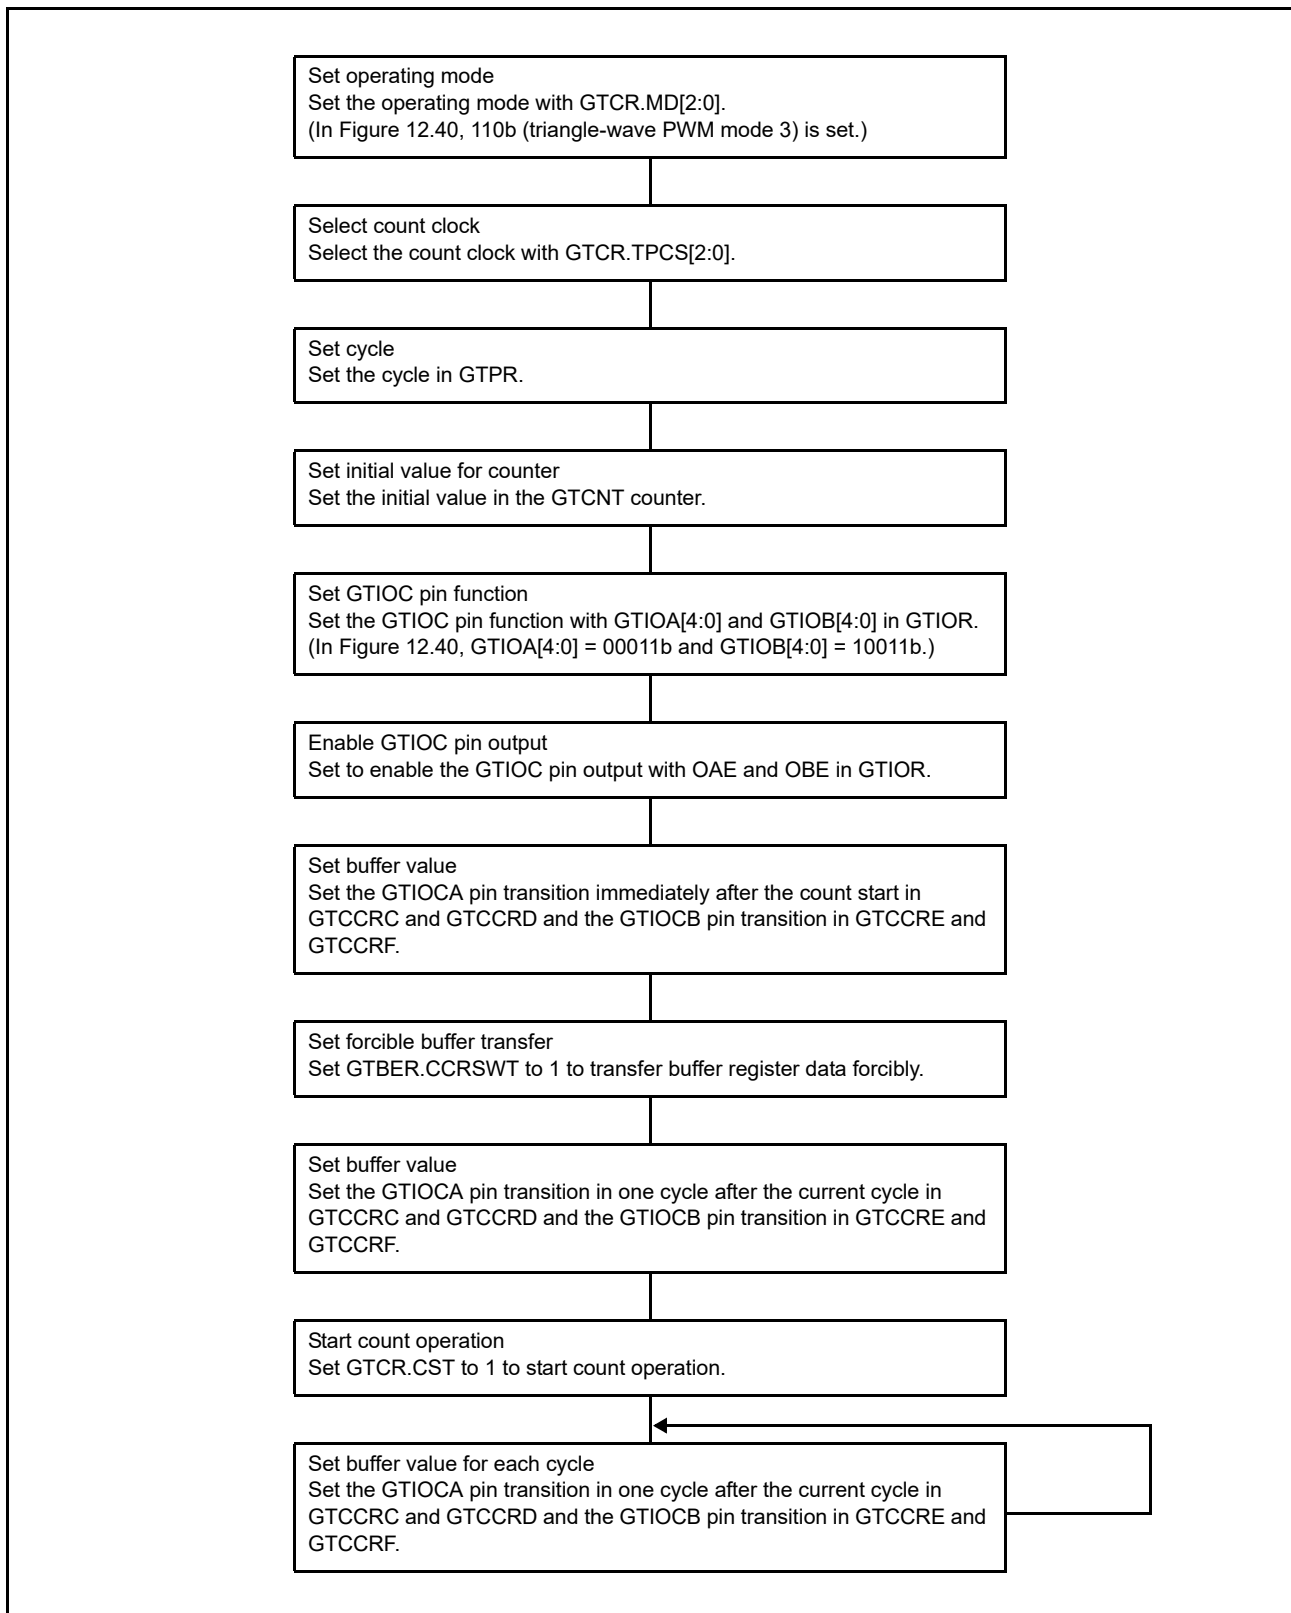 Set operating mode
Set the operating mode with GTCR.MD[2:0].
(In Figure 12.40, 110b (triangle-wave PWM mode 3) is set.)
Select count clock
Select the count clock with GTCR.TPCS[2:0].
Set cycle
Set the cycle in GTPR.
Set initial value for counter
Set the initial value in the GTCNT counter.
Set GTIOC pin function
Set the GTIOC pin function with GTIOA[4:0] and GTIOB[4:0] in GTIOR.
(In Figure 12.40, GTIOA[4:0] = 00011b and GTIOB[4:0] = 10011b.)
Enable GTIOC pin output
Set to enable the GTIOC pin output with OAE and OBE in GTIOR.
Set buffer value
Set the GTIOCA pin transition immediately after the count start in
GTCCRC and GTCCRD and the GTIOCB pin transition in GTCCRE and
GTCCRF.
Set forcible buffer transfer
Set GTBER.CCRSWT to 1 to transfer buffer register data forcibly.
Set buffer value
Set the GTIOCA pin transition in one cycle after the current cycle in
GTCCRC and GTCCRD and the GTIOCB pin transition in GTCCRE and
GTCCRF.
Start count operation
Set GTCR.CST to 1 to start count operation.
Set buffer value for each cycle
Set the GTIOCA pin transition in one cycle after the current cycle in
GTCCRC and GTCCRD and the GTIOCB pin transition in GTCCRE and
GTCCRF.